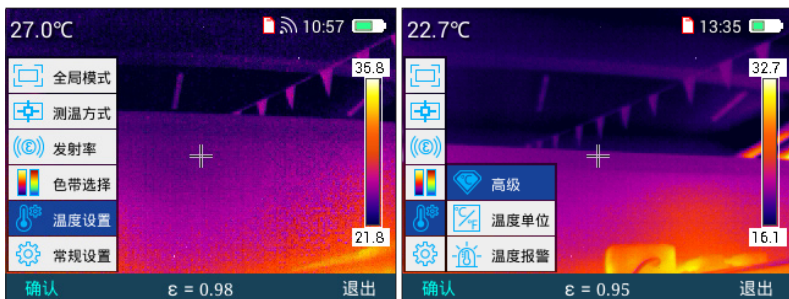 27.0℃ 10:57
35.8
全局模式
测温方式
发射率
色带选择
温度设置
常规设置
21.8
确认 ε = 0.98 退出
22.7℃ 13:35
32.7
高级
℃/℉ 温度单位
温度报警
16.1
确认 ε = 0.95 退出